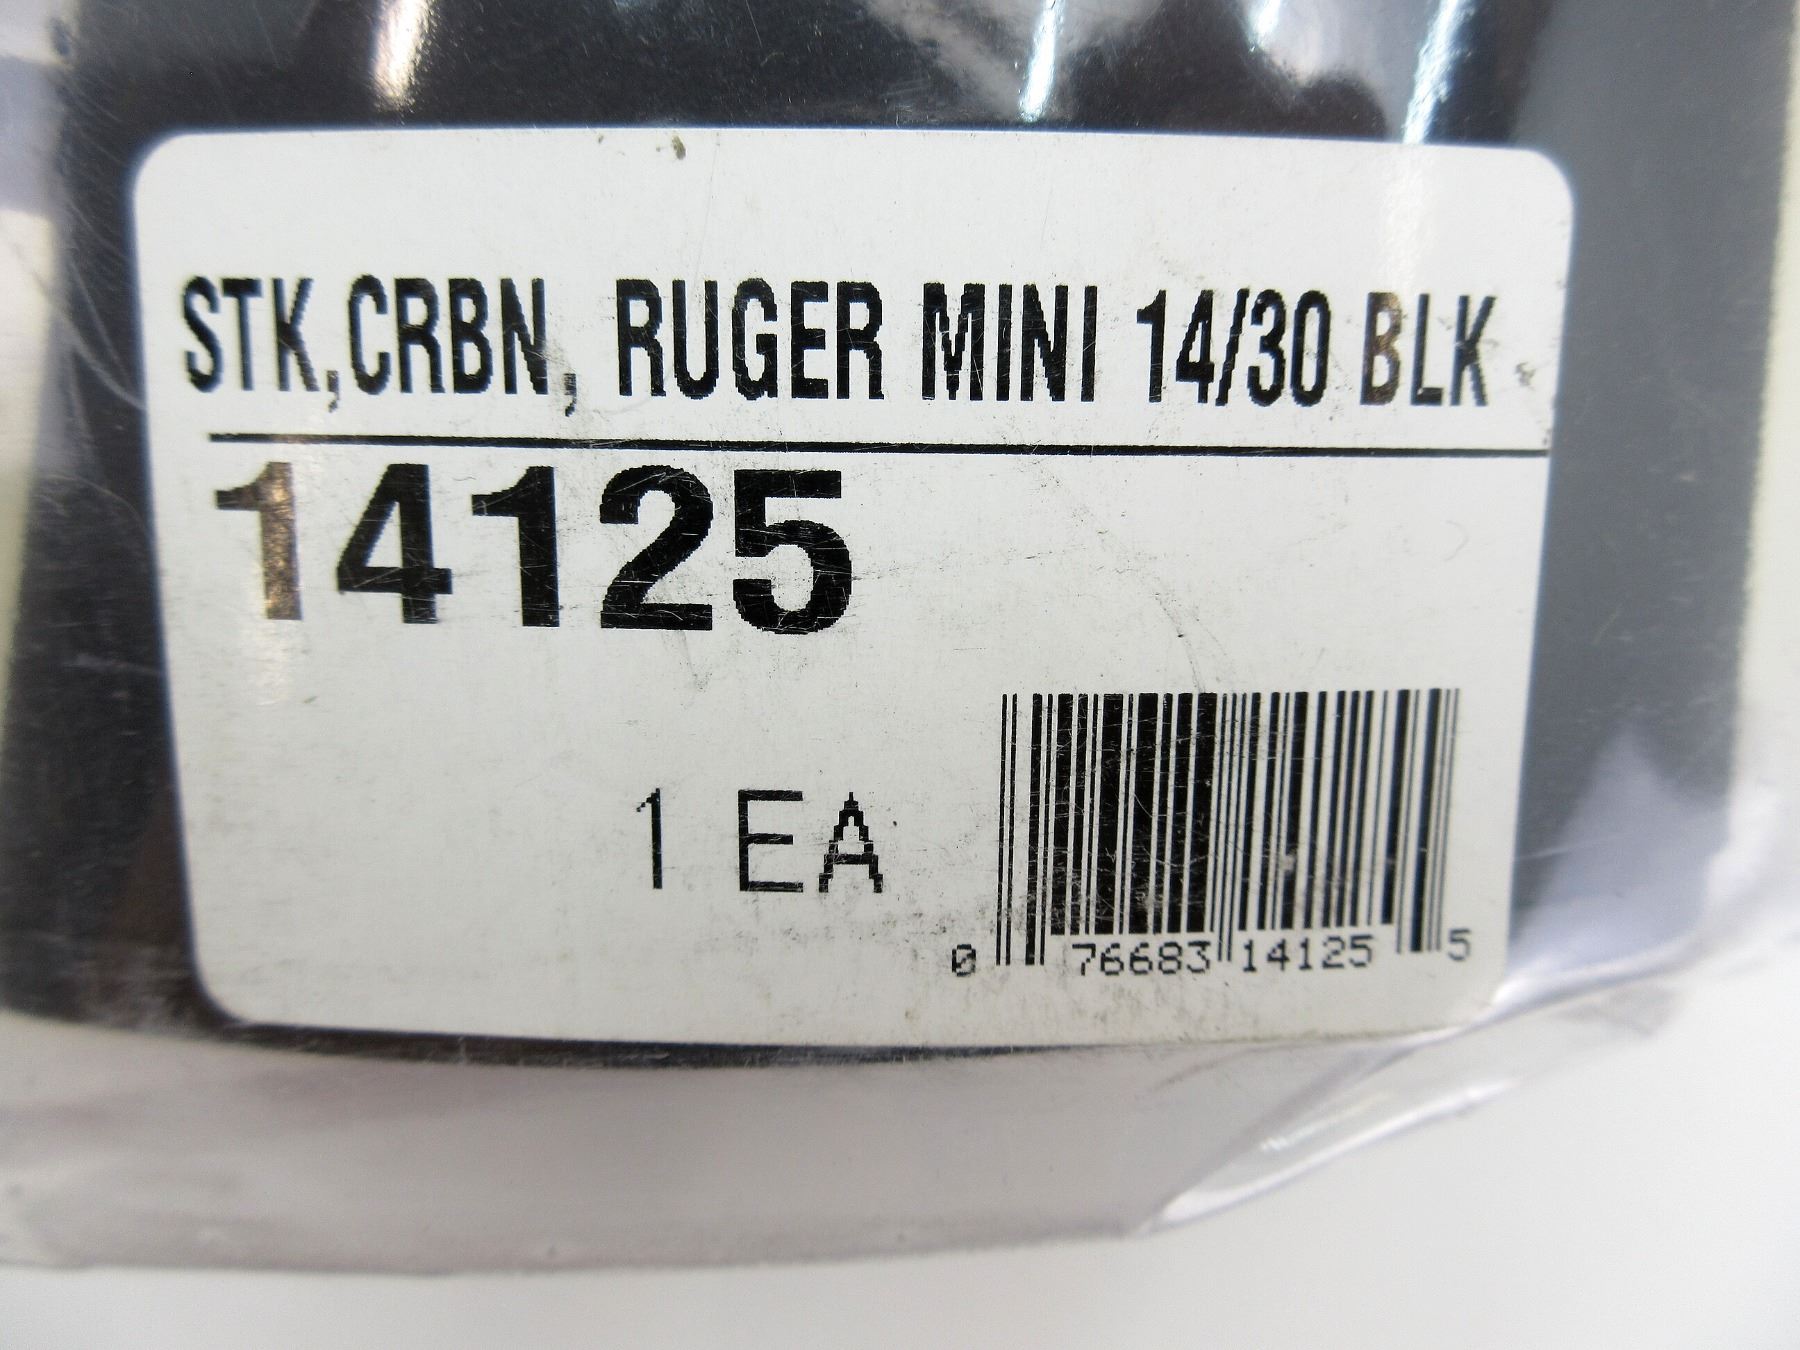 STK,CRBN, RUGER MINI 14/30 BLK
14125
1 EA
0 76683 14125 5